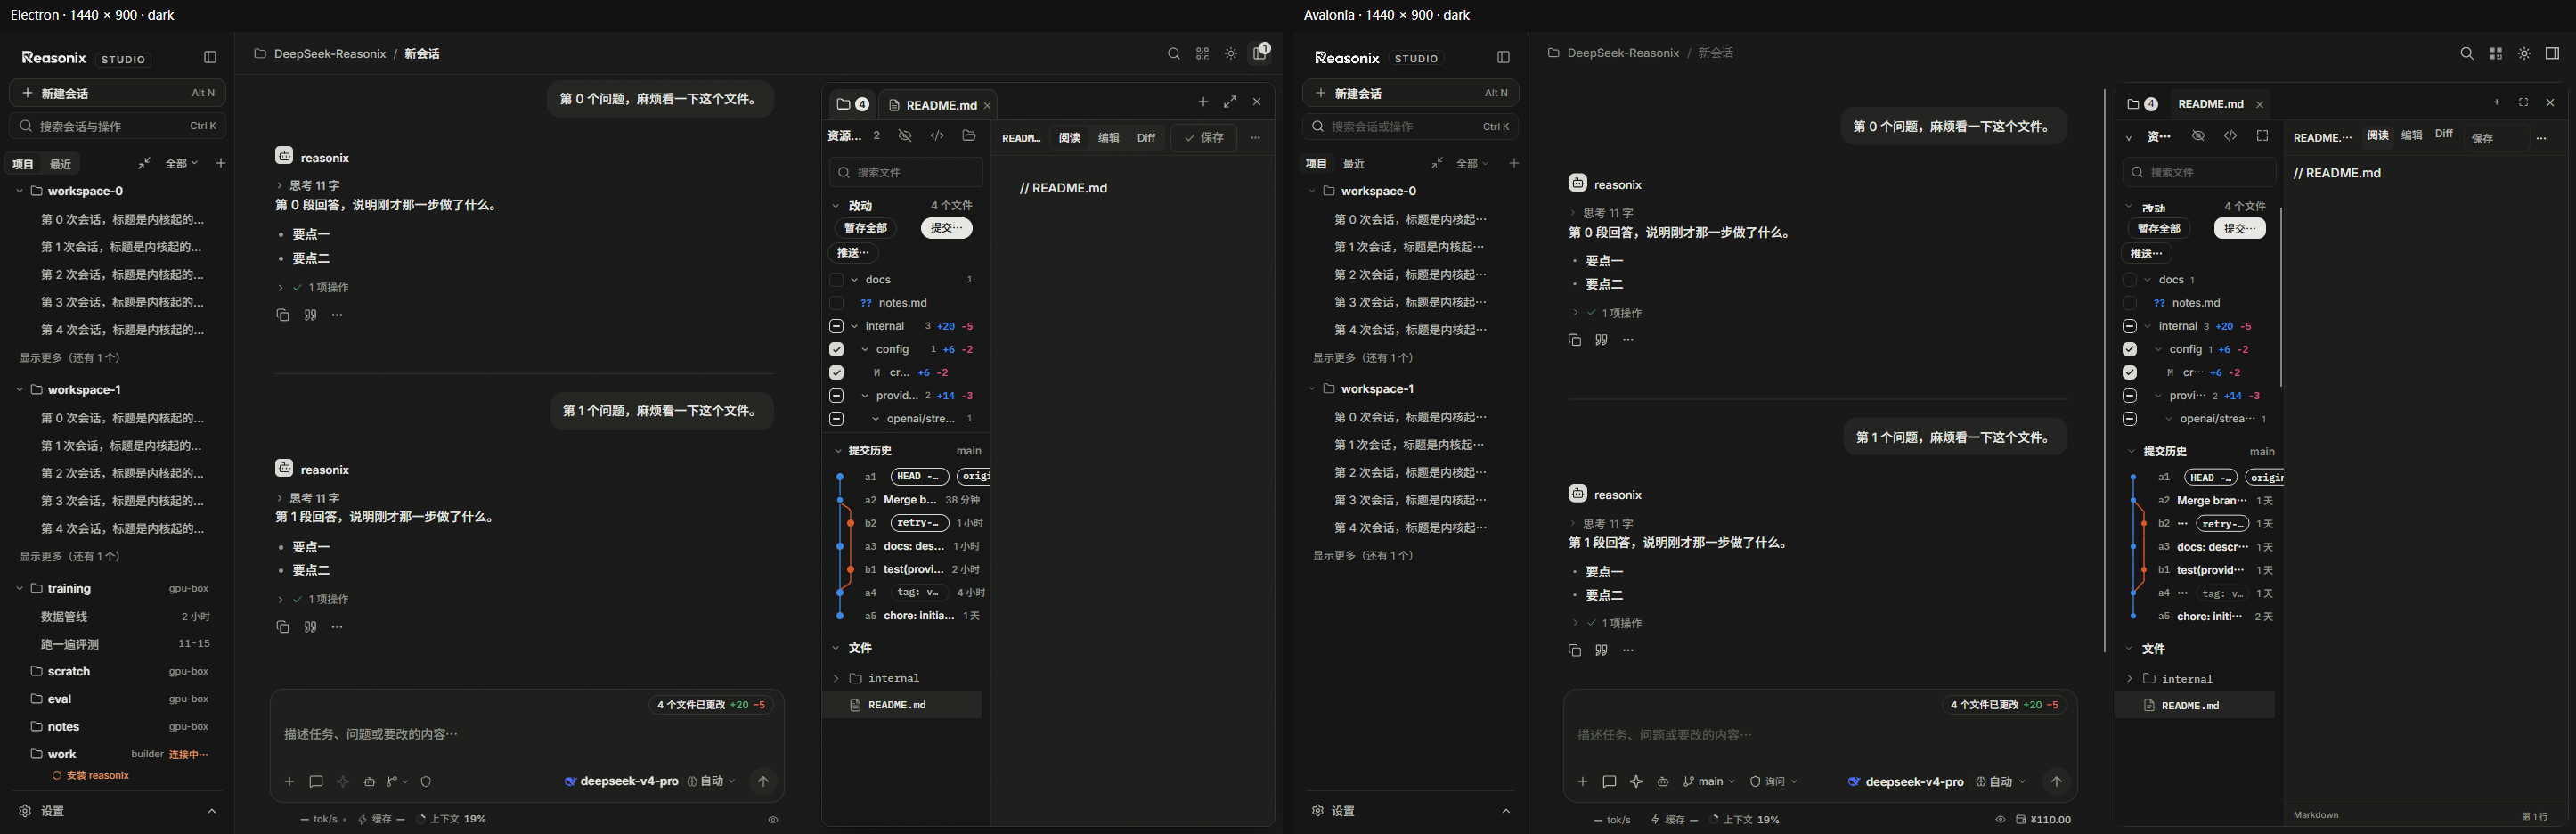 Electron · 1440 × 900 · dark
Reasonix STUDIO
新建会话 Alt N
搜索会话与操作 Ctrl K
项目 最近 全部
workspace-0
第 0 次会话，标题是内核起的...
第 1 次会话，标题是内核起的...
第 2 次会话，标题是内核起的...
第 3 次会话，标题是内核起的...
第 4 次会话，标题是内核起的...
显示更多（还有 1 个）
workspace-1
第 0 次会话，标题是内核起的...
第 1 次会话，标题是内核起的...
第 2 次会话，标题是内核起的...
第 3 次会话，标题是内核起的...
第 4 次会话，标题是内核起的...
显示更多（还有 1 个）
training gpu-box
数据管线 2 小时
跑一遍评测 11-15
scratch gpu-box
eval gpu-box
notes gpu-box
work builder 连接中…
安装 reasonix
设置
DeepSeek-Reasonix / 新会话
1
第 0 个问题，麻烦看一下这个文件。
reasonix
思考 11 字
第 0 段回答，说明刚才那一步做了什么。
• 要点一
• 要点二
1 项操作
第 1 个问题，麻烦看一下这个文件。
reasonix
思考 11 字
第 1 段回答，说明刚才那一步做了什么。
• 要点一
• 要点二
1 项操作
4 个文件已更改 +20 −5
描述任务、问题或要改的内容…
deepseek-v4-pro 自动
— tok/s 缓存 — 上下文 19%
4 README.md ×
资源... 2
搜索文件
改动 4 个文件
暂存全部 提交…
推送…
docs 1
?? notes.md
internal 3 +20 -5
config 1 +6 -2
M cr... +6 -2
provid... 2 +14 -3
openai/strea... 1
提交历史 main
a1 HEAD -… origi
a2 Merge b... 38 分钟
b2 retry-… 1 小时
a3 docs: des... 1 小时
b1 test(provi... 2 小时
a4 tag: v… 4 小时
a5 chore: initia... 1 天
文件
internal
README.md
READM... 阅读 编辑 Diff 保存 ...
// README.md
Avalonia · 1440 × 900 · dark
Reasonix STUDIO
新建会话 Alt N
搜索会话或操作 Ctrl K
项目 最近 全部
workspace-0
第 0 次会话，标题是内核起…
第 1 次会话，标题是内核起…
第 2 次会话，标题是内核起…
第 3 次会话，标题是内核起…
第 4 次会话，标题是内核起…
显示更多（还有 1 个）
workspace-1
第 0 次会话，标题是内核起…
第 1 次会话，标题是内核起…
第 2 次会话，标题是内核起…
第 3 次会话，标题是内核起…
第 4 次会话，标题是内核起…
显示更多（还有 1 个）
设置
DeepSeek-Reasonix / 新会话
第 0 个问题，麻烦看一下这个文件。
reasonix
思考 11 字
第 0 段回答，说明刚才那一步做了什么。
• 要点一
• 要点二
1 项操作
第 1 个问题，麻烦看一下这个文件。
reasonix
思考 11 字
第 1 段回答，说明刚才那一步做了什么。
• 要点一
• 要点二
1 项操作
4 个文件已更改 +20 −5
描述任务、问题或要改的内容…
main 询问 deepseek-v4-pro 自动
— tok/s 缓存 — 上下文 19% ¥110.00
4 README.md ×
资…
搜索文件
改动 4 个文件
暂存全部 提交…
推送…
docs 1
?? notes.md
internal 3 +20 -5
config 1 +6 -2
M cr… +6 -2
provi… 2 +14 -3
openai/strea… 1
提交历史 main
a1 HEAD -… origir
a2 Merge bran… 1 天
b2 … retry-… 1 天
a3 docs: descr… 1 天
b1 test(provid… 1 天
a4 … tag: v… 1 天
a5 chore: initi… 2 天
文件
internal
README.md
README.… 阅读 编辑 Diff 保存 …
// README.md
Markdown 第 1 行